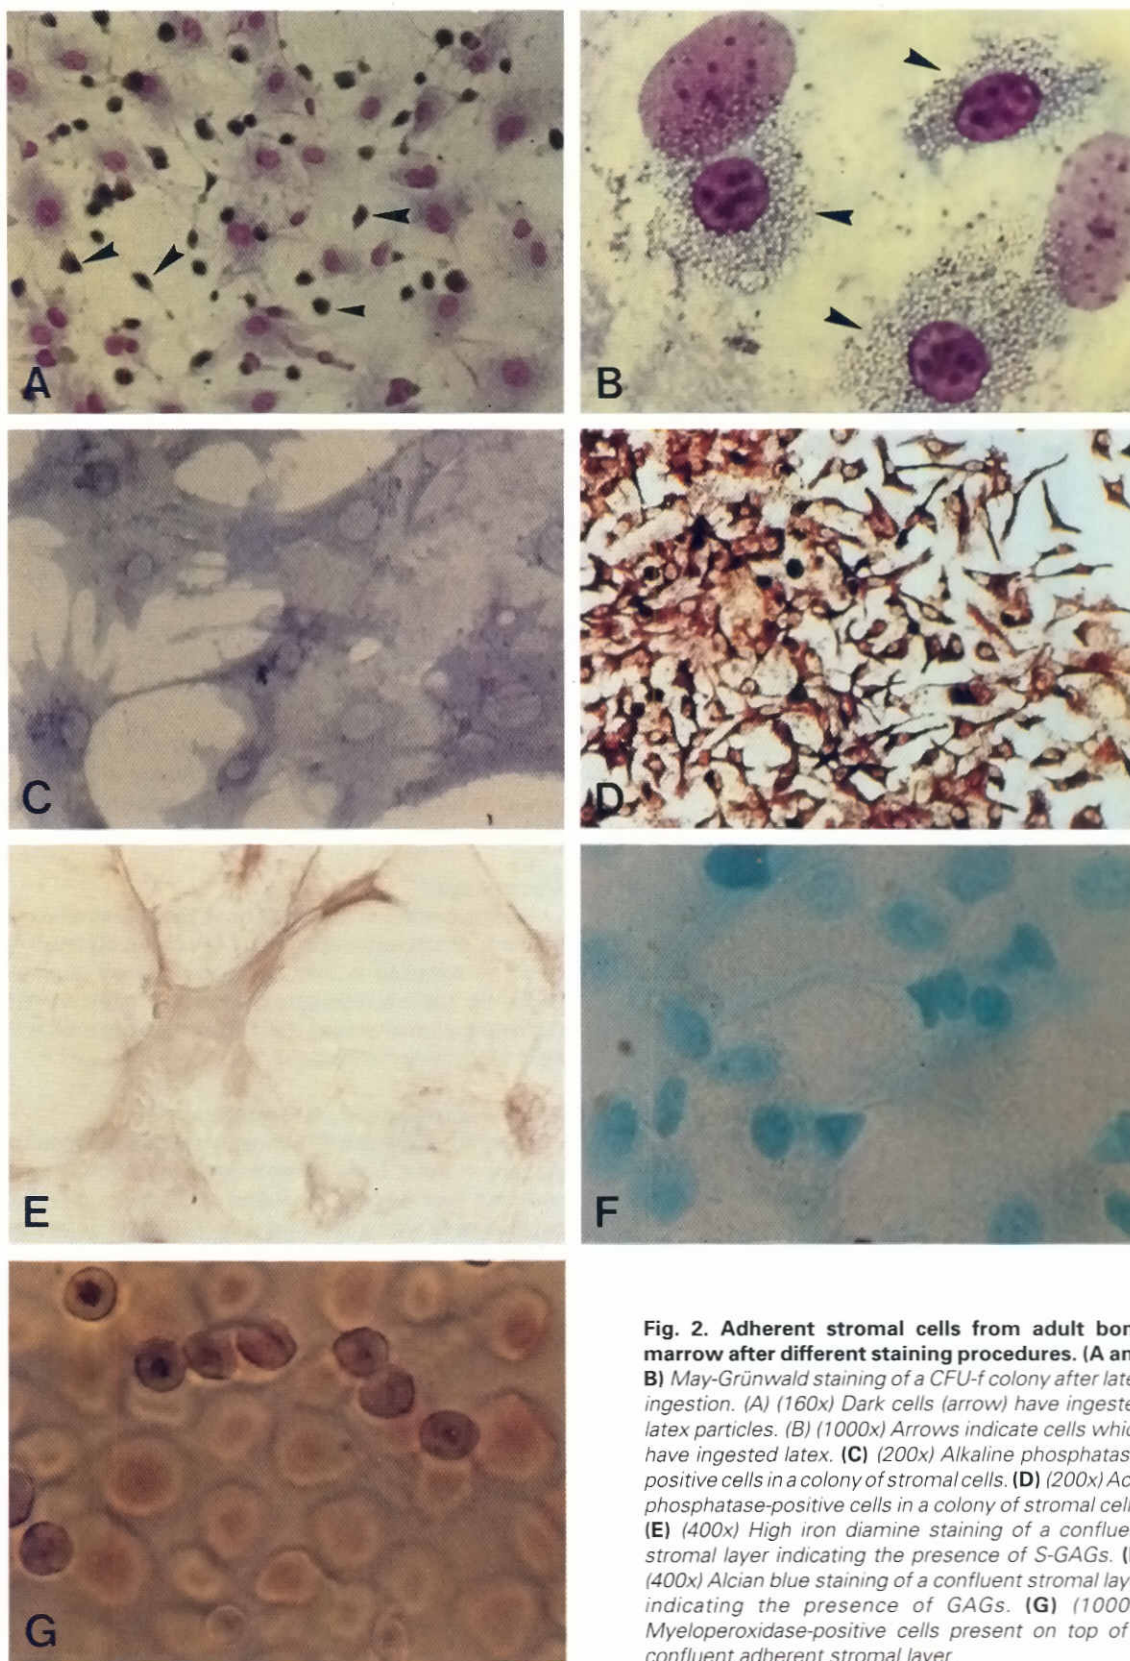 A
B
C
D
E
F
G
Fig. 2. Adherent stromal cells from adult bon
marrow after different staining procedures. (A an
B) May-Grünwald staining of a CFU-f colony after late
ingestion. (A) (160x) Dark cells (arrow) have ingeste
latex particles. (B) (1000x) Arrows indicate cells whic
have ingested latex. (C) (200x) Alkaline phosphatas
positive cells in a colony of stromal cells. (D) (200x) Ac
phosphatase-positive cells in a colony of stromal cell
(E) (400x) High iron diamine staining of a conflue
stromal layer indicating the presence of S-GAGs. (
(400x) Alcian blue staining of a confluent stromal lay
indicating the presence of GAGs. (G) (1000
Myeloperoxidase-positive cells present on top of
confluent adherent stromal layer